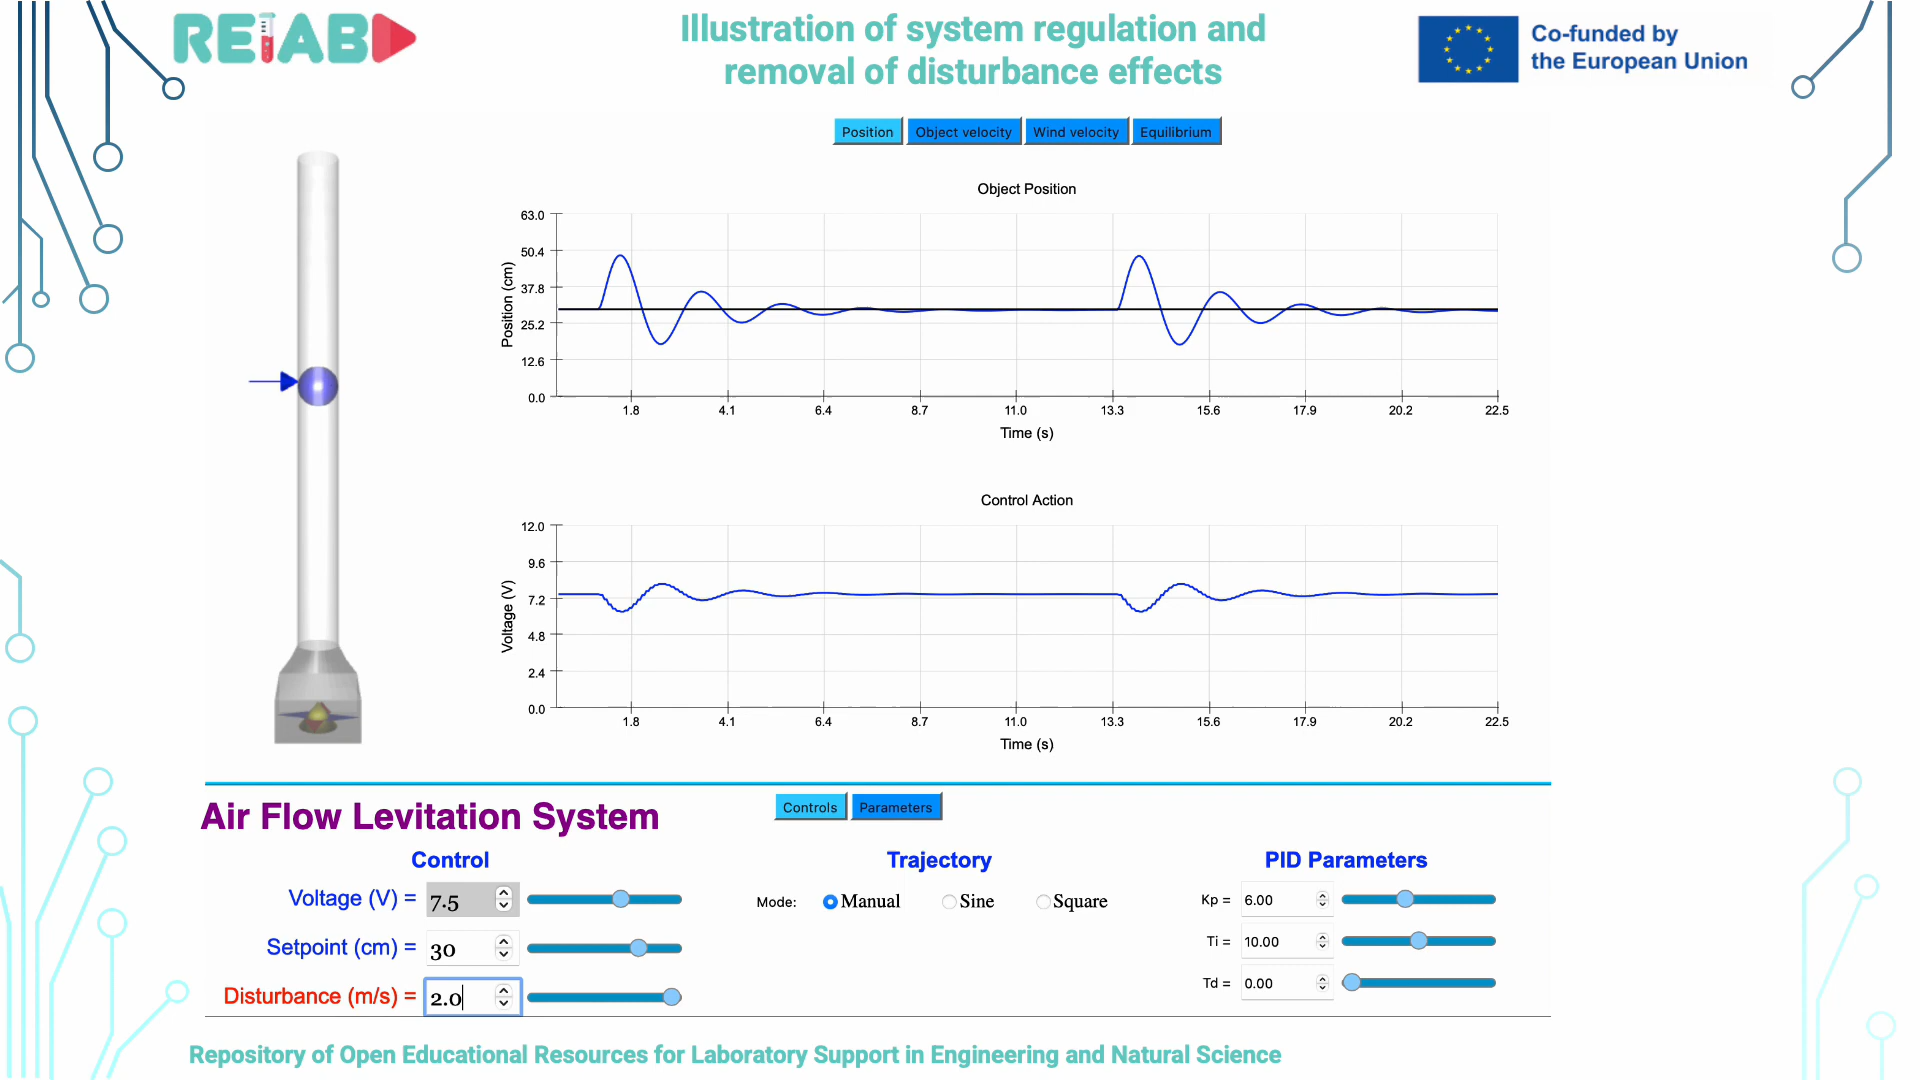 RELAB
Illustration of system regulation and
removal of disturbance effects
Co-funded by
the European Union
Position
Object velocity
Wind velocity
Equilibrium
Object Position
Position (cm)
63.0
50.4
37.8
25.2
12.6
0.0
1.8
4.1
6.4
8.7
11.0
13.3
15.6
17.9
20.2
22.5
Time (s)
Control Action
Voltage (V)
12.0
9.6
7.2
4.8
2.4
0.0
1.8
4.1
6.4
8.7
11.0
13.3
15.6
17.9
20.2
22.5
Time (s)
Air Flow Levitation System
Controls
Parameters
Control
Voltage (V) = 7.5
Setpoint (cm) = 30
Disturbance (m/s) = 2.0
Trajectory
Mode: Manual Sine Square
PID Parameters
Kp = 6.00
Ti = 10.00
Td = 0.00
Repository of Open Educational Resources for Laboratory Support in Engineering and Natural Science